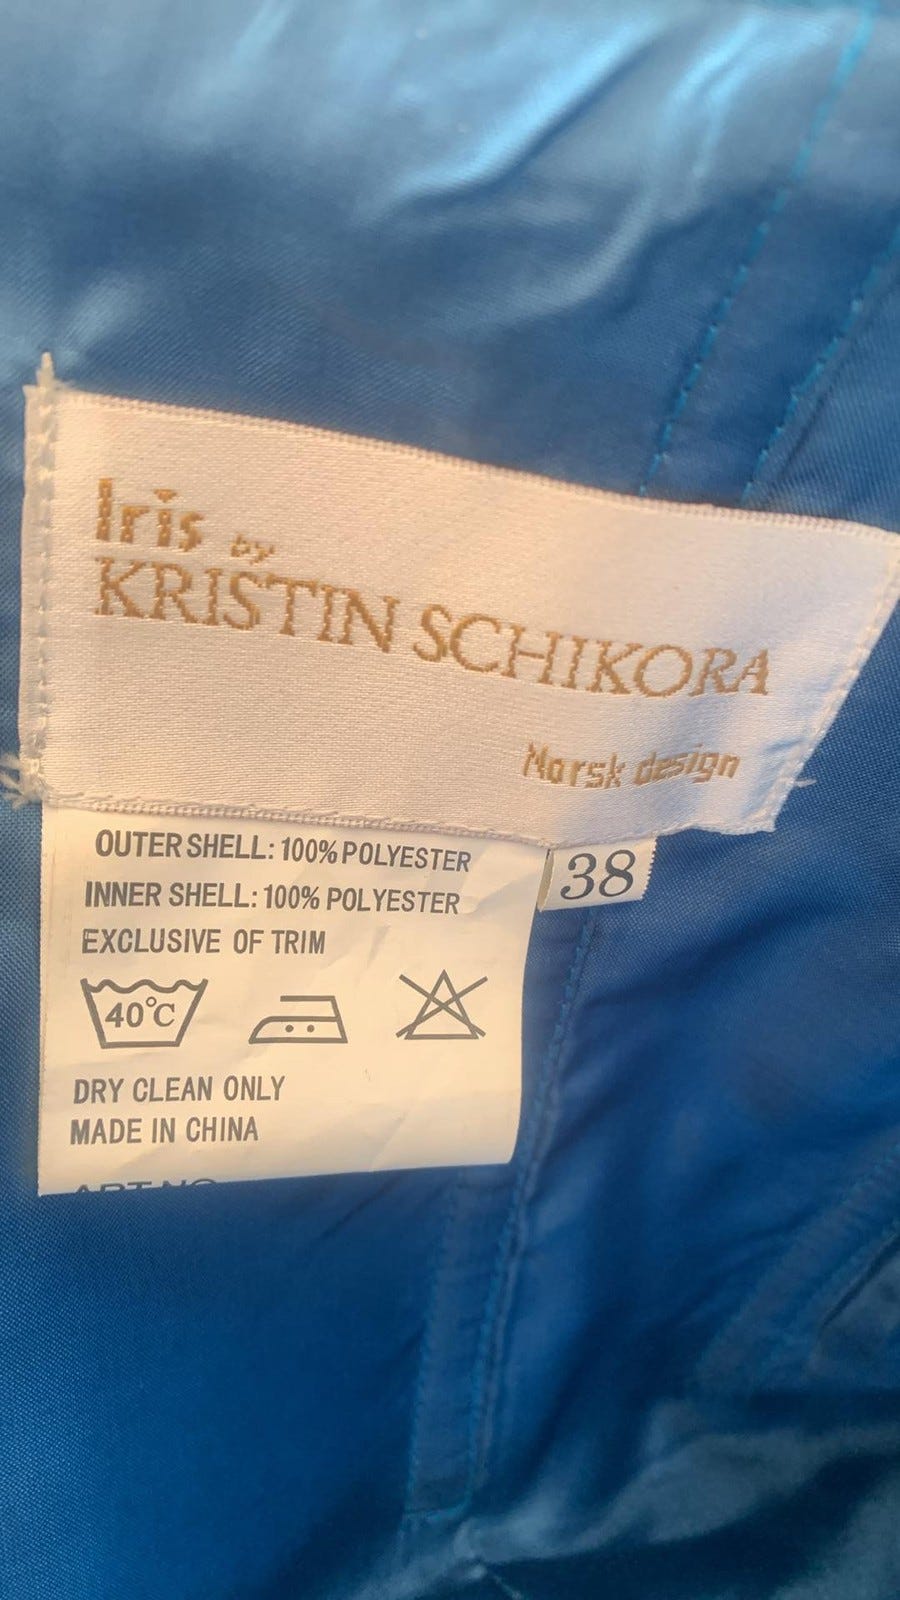 Iris by
KRISTIN SCHIKORA
Norsk design
OUTER SHELL: 100% POLYESTER
38
INNER SHELL: 100% POLYESTER
EXCLUSIVE OF TRIM
40°C
DRY CLEAN ONLY
MADE IN CHINA